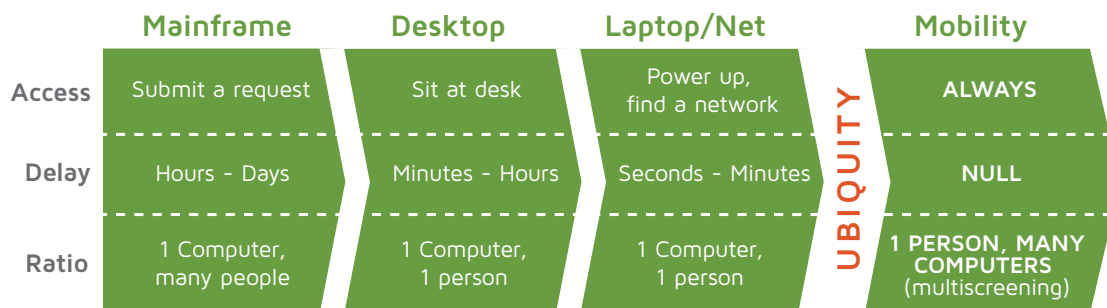 Mainframe
Desktop
Laptop/Net
Mobility
Access
Submit a request
Sit at desk
Power up,
find a network
ALWAYS
Delay
Hours - Days
Minutes - Hours
Seconds - Minutes
NULL
Ratio
1 Computer,
many people
1 Computer,
1 person
1 Computer,
1 person
1 PERSON, MANY
COMPUTERS
(multiscreening)
UBIQUITY